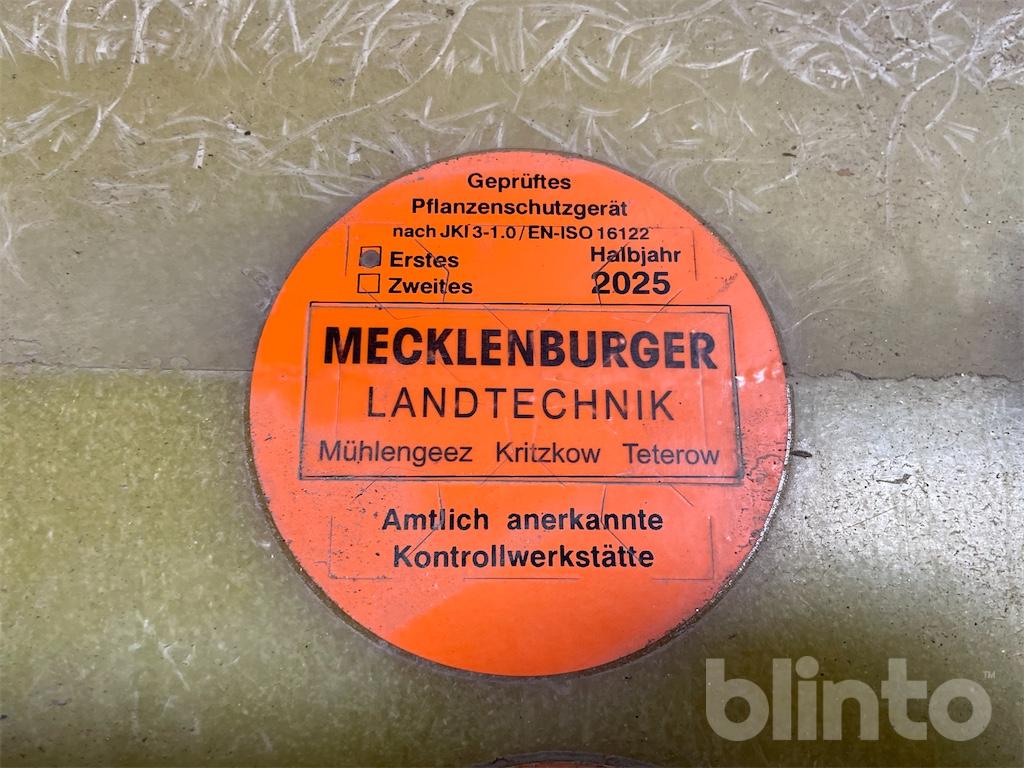 Geprüftes
Pflanzenschutzgerät
nach JKI 3-1.0/EN-ISO 16122
Erstes Halbjahr
Zweites 2025
MECKLENBURGER
LANDTECHNIK
Mühlengeez Kritzkow Teterow
Amtlich anerkannte
Kontrollwerkstätte
blinto™